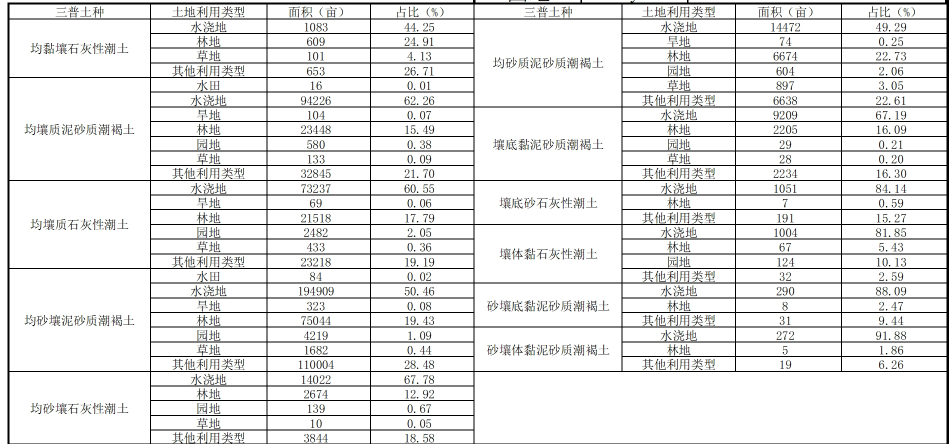 三普土种 土地利用类型 面积（亩） 占比（%）
均黏壤石灰性潮土 水浇地 1083 44.25
林地 609 24.91
草地 101 4.13
其他利用类型 653 26.71
均壤质泥砂质潮褐土 水田 16 0.01
水浇地 94226 62.26
旱地 104 0.07
林地 23448 15.49
园地 580 0.38
草地 133 0.09
其他利用类型 32845 21.70
均壤质石灰性潮土 水浇地 73237 60.55
旱地 69 0.06
林地 21518 17.79
园地 2482 2.05
草地 433 0.36
其他利用类型 23218 19.19
均砂壤泥砂质潮褐土 水田 84 0.02
水浇地 194909 50.46
旱地 323 0.08
林地 75044 19.43
园地 4219 1.09
草地 1682 0.44
其他利用类型 110004 28.48
均砂壤石灰性潮土 水浇地 14022 67.78
林地 2674 12.92
园地 139 0.67
草地 10 0.05
其他利用类型 3844 18.58
三普土种 土地利用类型 面积（亩） 占比（%）
均砂质泥砂质潮褐土 水浇地 14472 49.29
旱地 74 0.25
林地 6674 22.73
园地 604 2.06
草地 897 3.05
其他利用类型 6638 22.61
壤底黏泥砂质潮褐土 水浇地 9209 67.19
林地 2205 16.09
园地 29 0.21
草地 28 0.20
其他利用类型 2234 16.30
壤底砂石灰性潮土 水浇地 1051 84.14
林地 7 0.59
其他利用类型 191 15.27
壤体黏石灰性潮土 水浇地 1004 81.85
林地 67 5.43
园地 124 10.13
其他利用类型 32 2.59
砂壤底黏泥砂质潮褐土 水浇地 290 88.09
林地 8 2.47
其他利用类型 31 9.44
砂壤体黏泥砂质潮褐土 水浇地 272 91.88
林地 5 1.86
其他利用类型 19 6.26